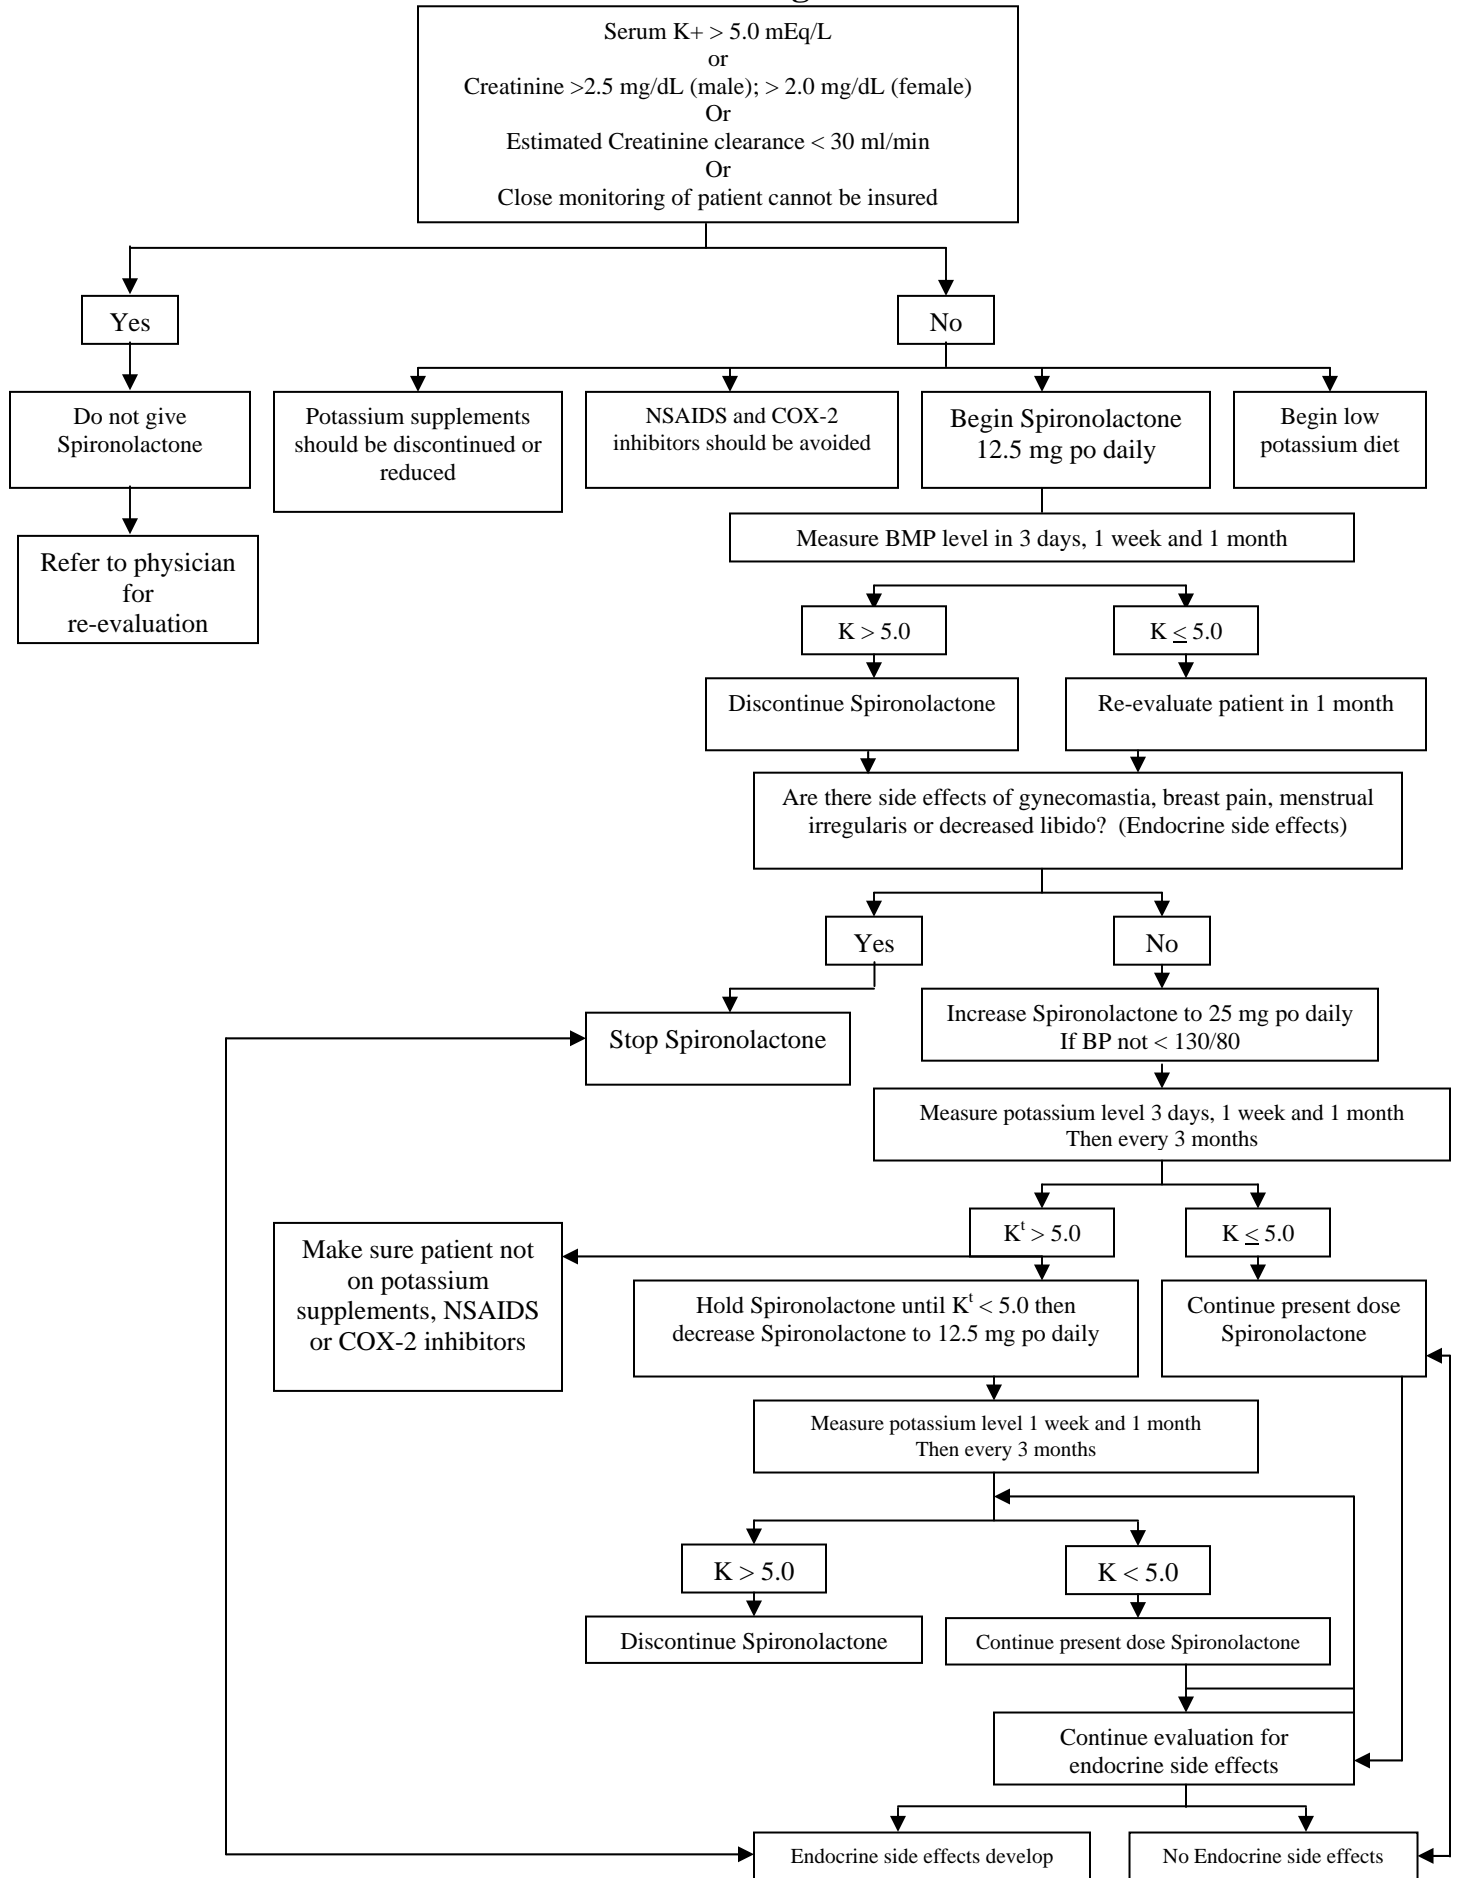 Serum K+ > 5.0 mEq/L
or
Creatinine >2.5 mg/dL (male); > 2.0 mg/dL (female)
Or
Estimated Creatinine clearance < 30 ml/min
Or
Close monitoring of patient cannot be insured
Yes
No
Do not give
Spironolactone
Potassium supplements
should be discontinued or
reduced
NSAIDS and COX-2
inhibitors should be avoided
Begin Spironolactone
12.5 mg po daily
Begin low
potassium diet
Refer to physician
for
re-evaluation
Measure BMP level in 3 days, 1 week and 1 month
K > 5.0
K ≤ 5.0
Discontinue Spironolactone
Re-evaluate patient in 1 month
Are there side effects of gynecomastia, breast pain, menstrual
irregularis or decreased libido?  (Endocrine side effects)
Yes
No
Stop Spironolactone
Increase Spironolactone to 25 mg po daily
If BP not < 130/80
Measure potassium level 3 days, 1 week and 1 month
Then every 3 months
Kᵗ > 5.0
K ≤ 5.0
Make sure patient not
on potassium
supplements, NSAIDS
or COX-2 inhibitors
Hold Spironolactone until Kᵗ < 5.0 then
decrease Spironolactone to 12.5 mg po daily
Continue present dose
Spironolactone
Measure potassium level 1 week and 1 month
Then every 3 months
K > 5.0
K < 5.0
Discontinue Spironolactone
Continue present dose Spironolactone
Continue evaluation for
endocrine side effects
Endocrine side effects develop
No Endocrine side effects